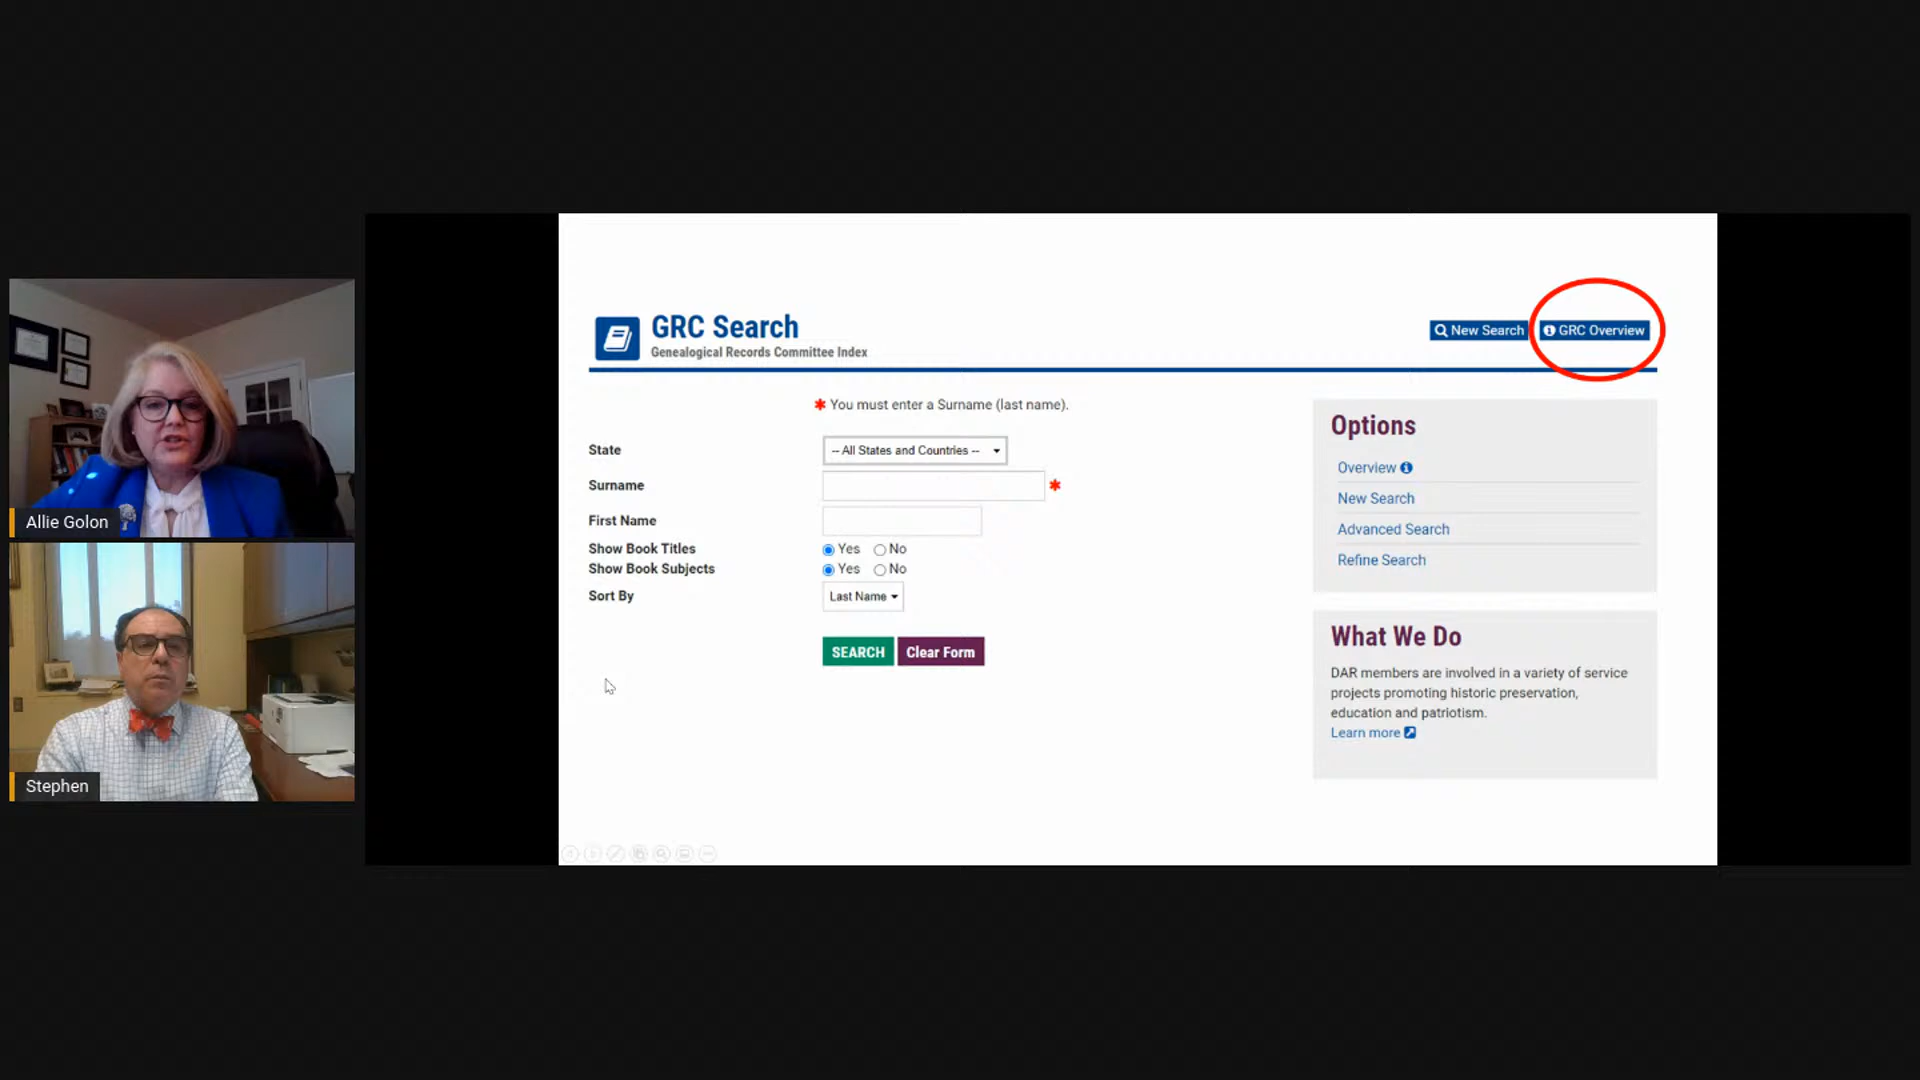 GRC Search
Genealogical Records Committee Index
New Search
GRC Overview
* You must enter a Surname (last name).
State
-- All States and Countries --
Surname
*
First Name
Show Book Titles
Yes No
Show Book Subjects
Yes No
Sort By
Last Name
SEARCH
Clear Form
Options
Overview
New Search
Advanced Search
Refine Search
What We Do
DAR members are involved in a variety of service
projects promoting historic preservation,
education and patriotism.
Learn more
Allie Golon
Stephen